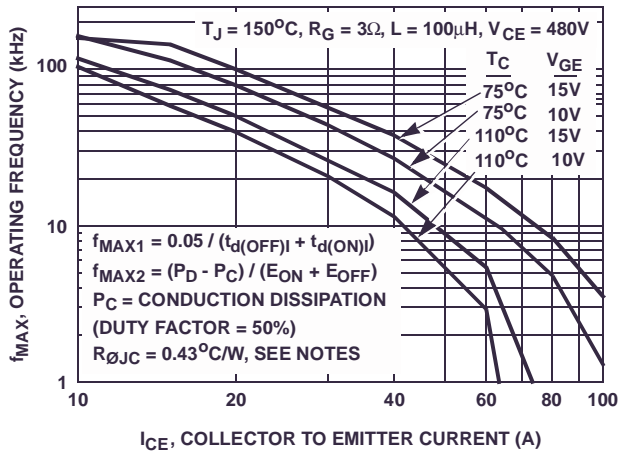 T_J = 150°C, R_G = 3Ω, L = 100μH, V_CE = 480V
T_C V_GE
75°C 15V
75°C 10V
110°C 15V
110°C 10V
f_MAX1 = 0.05 / (t_d(OFF)I + t_d(ON)I)
f_MAX2 = (P_D - P_C) / (E_ON + E_OFF)
P_C = CONDUCTION DISSIPATION
(DUTY FACTOR = 50%)
R_ØJC = 0.43°C/W, SEE NOTES
f_MAX, OPERATING FREQUENCY (kHz)
100
10
1
10 20 40 60 80 100
I_CE, COLLECTOR TO EMITTER CURRENT (A)